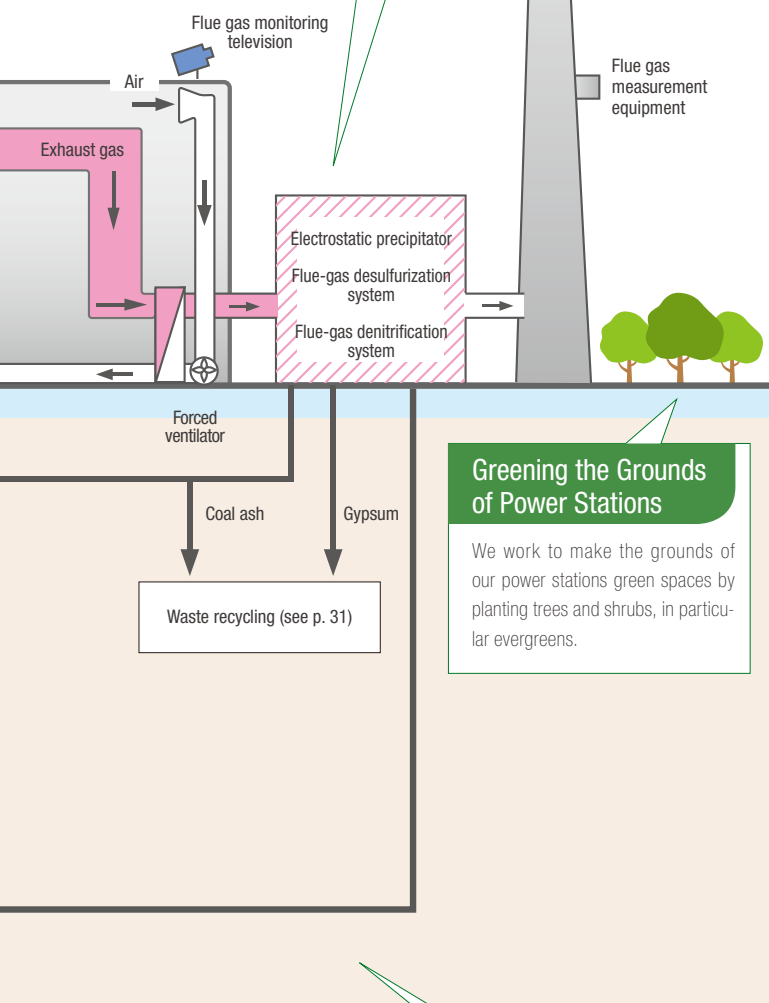 Flue gas monitoring
television
Air
Flue gas
measurement
equipment
Exhaust gas
Electrostatic precipitator
Flue-gas desulfurization
system
Flue-gas denitrification
system
Forced
ventilator
Coal ash
Gypsum
Waste recycling (see p. 31)
Greening the Grounds
of Power Stations
We work to make the grounds of
our power stations green spaces by
planting trees and shrubs, in particu-
lar evergreens.